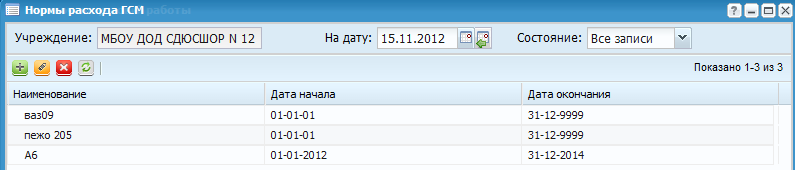 Нормы расхода ГСМ работы
Учреждение: МБОУ ДОД СДЮСШОР N 12 На дату: 15.11.2012 Состояние: Все записи
Показано 1-3 из 3
Наименование Дата начала Дата окончания
ваз09 01-01-01 31-12-9999
пежо 205 01-01-01 31-12-9999
А6 01-01-2012 31-12-2014